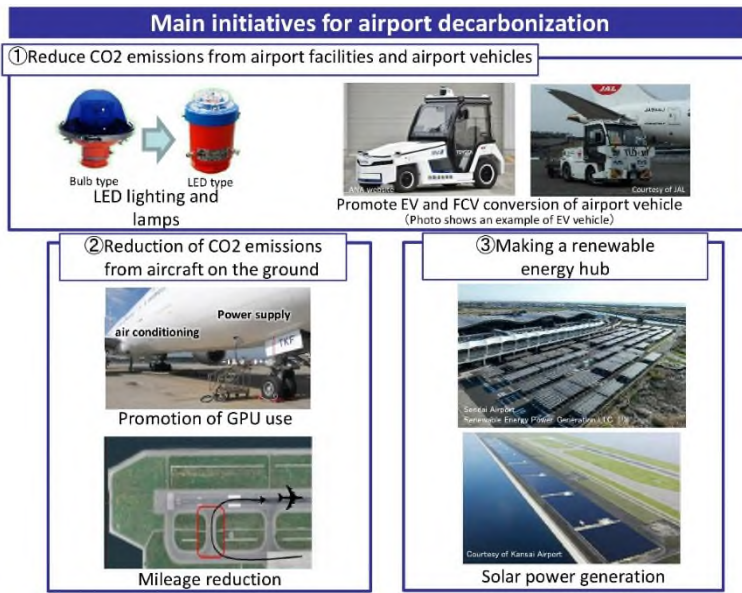 Main initiatives for airport decarbonization
①Reduce CO2 emissions from airport facilities and airport vehicles
Bulb type
LED type
LED lighting and
lamps
JAL
ANA website
Courtesy of JAL
Promote EV and FCV conversion of airport vehicle
(Photo shows an example of EV vehicle)
②Reduction of CO2 emissions
from aircraft on the ground
Power supply
air conditioning
TKF
Promotion of GPU use
Mileage reduction
③Making a renewable
energy hub
Sendai Airport
Renewable Energy Power Generation LLC
Courtesy of Kansai Airport
Solar power generation